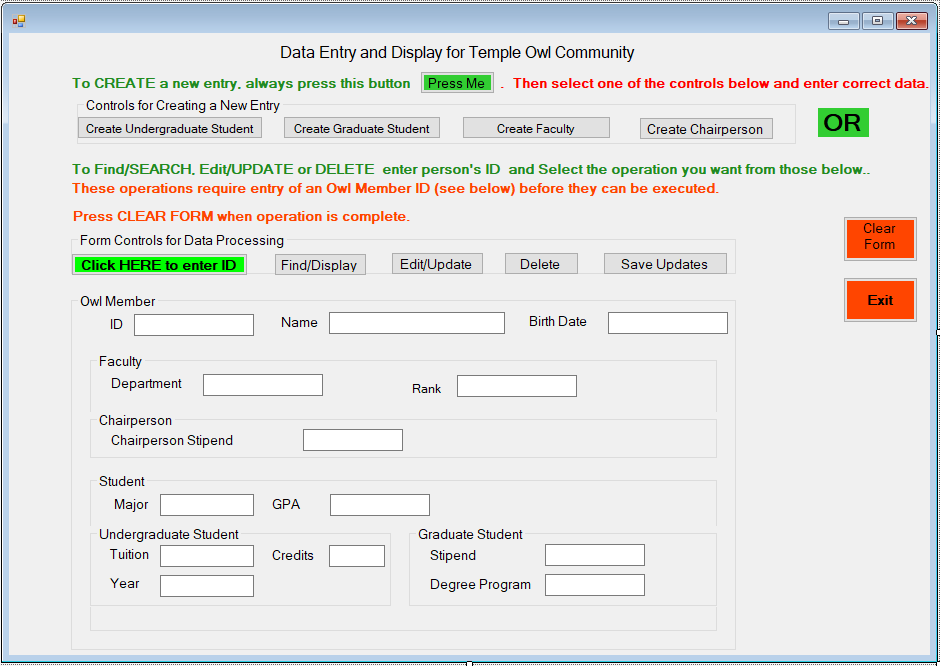 Data Entry and Display for Temple Owl Community
To CREATE a new entry, always press this button Press Me . Then select one of the controls below and enter correct data.
Controls for Creating a New Entry
Create Undergraduate Student Create Graduate Student Create Faculty Create Chairperson OR
To Find/SEARCH, Edit/UPDATE or DELETE enter person's ID and Select the operation you want from those below..
These operations require entry of an Owl Member ID (see below) before they can be executed.
Press CLEAR FORM when operation is complete.
Clear
Form
Form Controls for Data Processing
Click HERE to enter ID Find/Display Edit/Update Delete Save Updates
Exit
Owl Member
ID Name Birth Date
Faculty
Department Rank
Chairperson
Chairperson Stipend
Student
Major GPA
Undergraduate Student Graduate Student
Tuition Credits Stipend
Year Degree Program